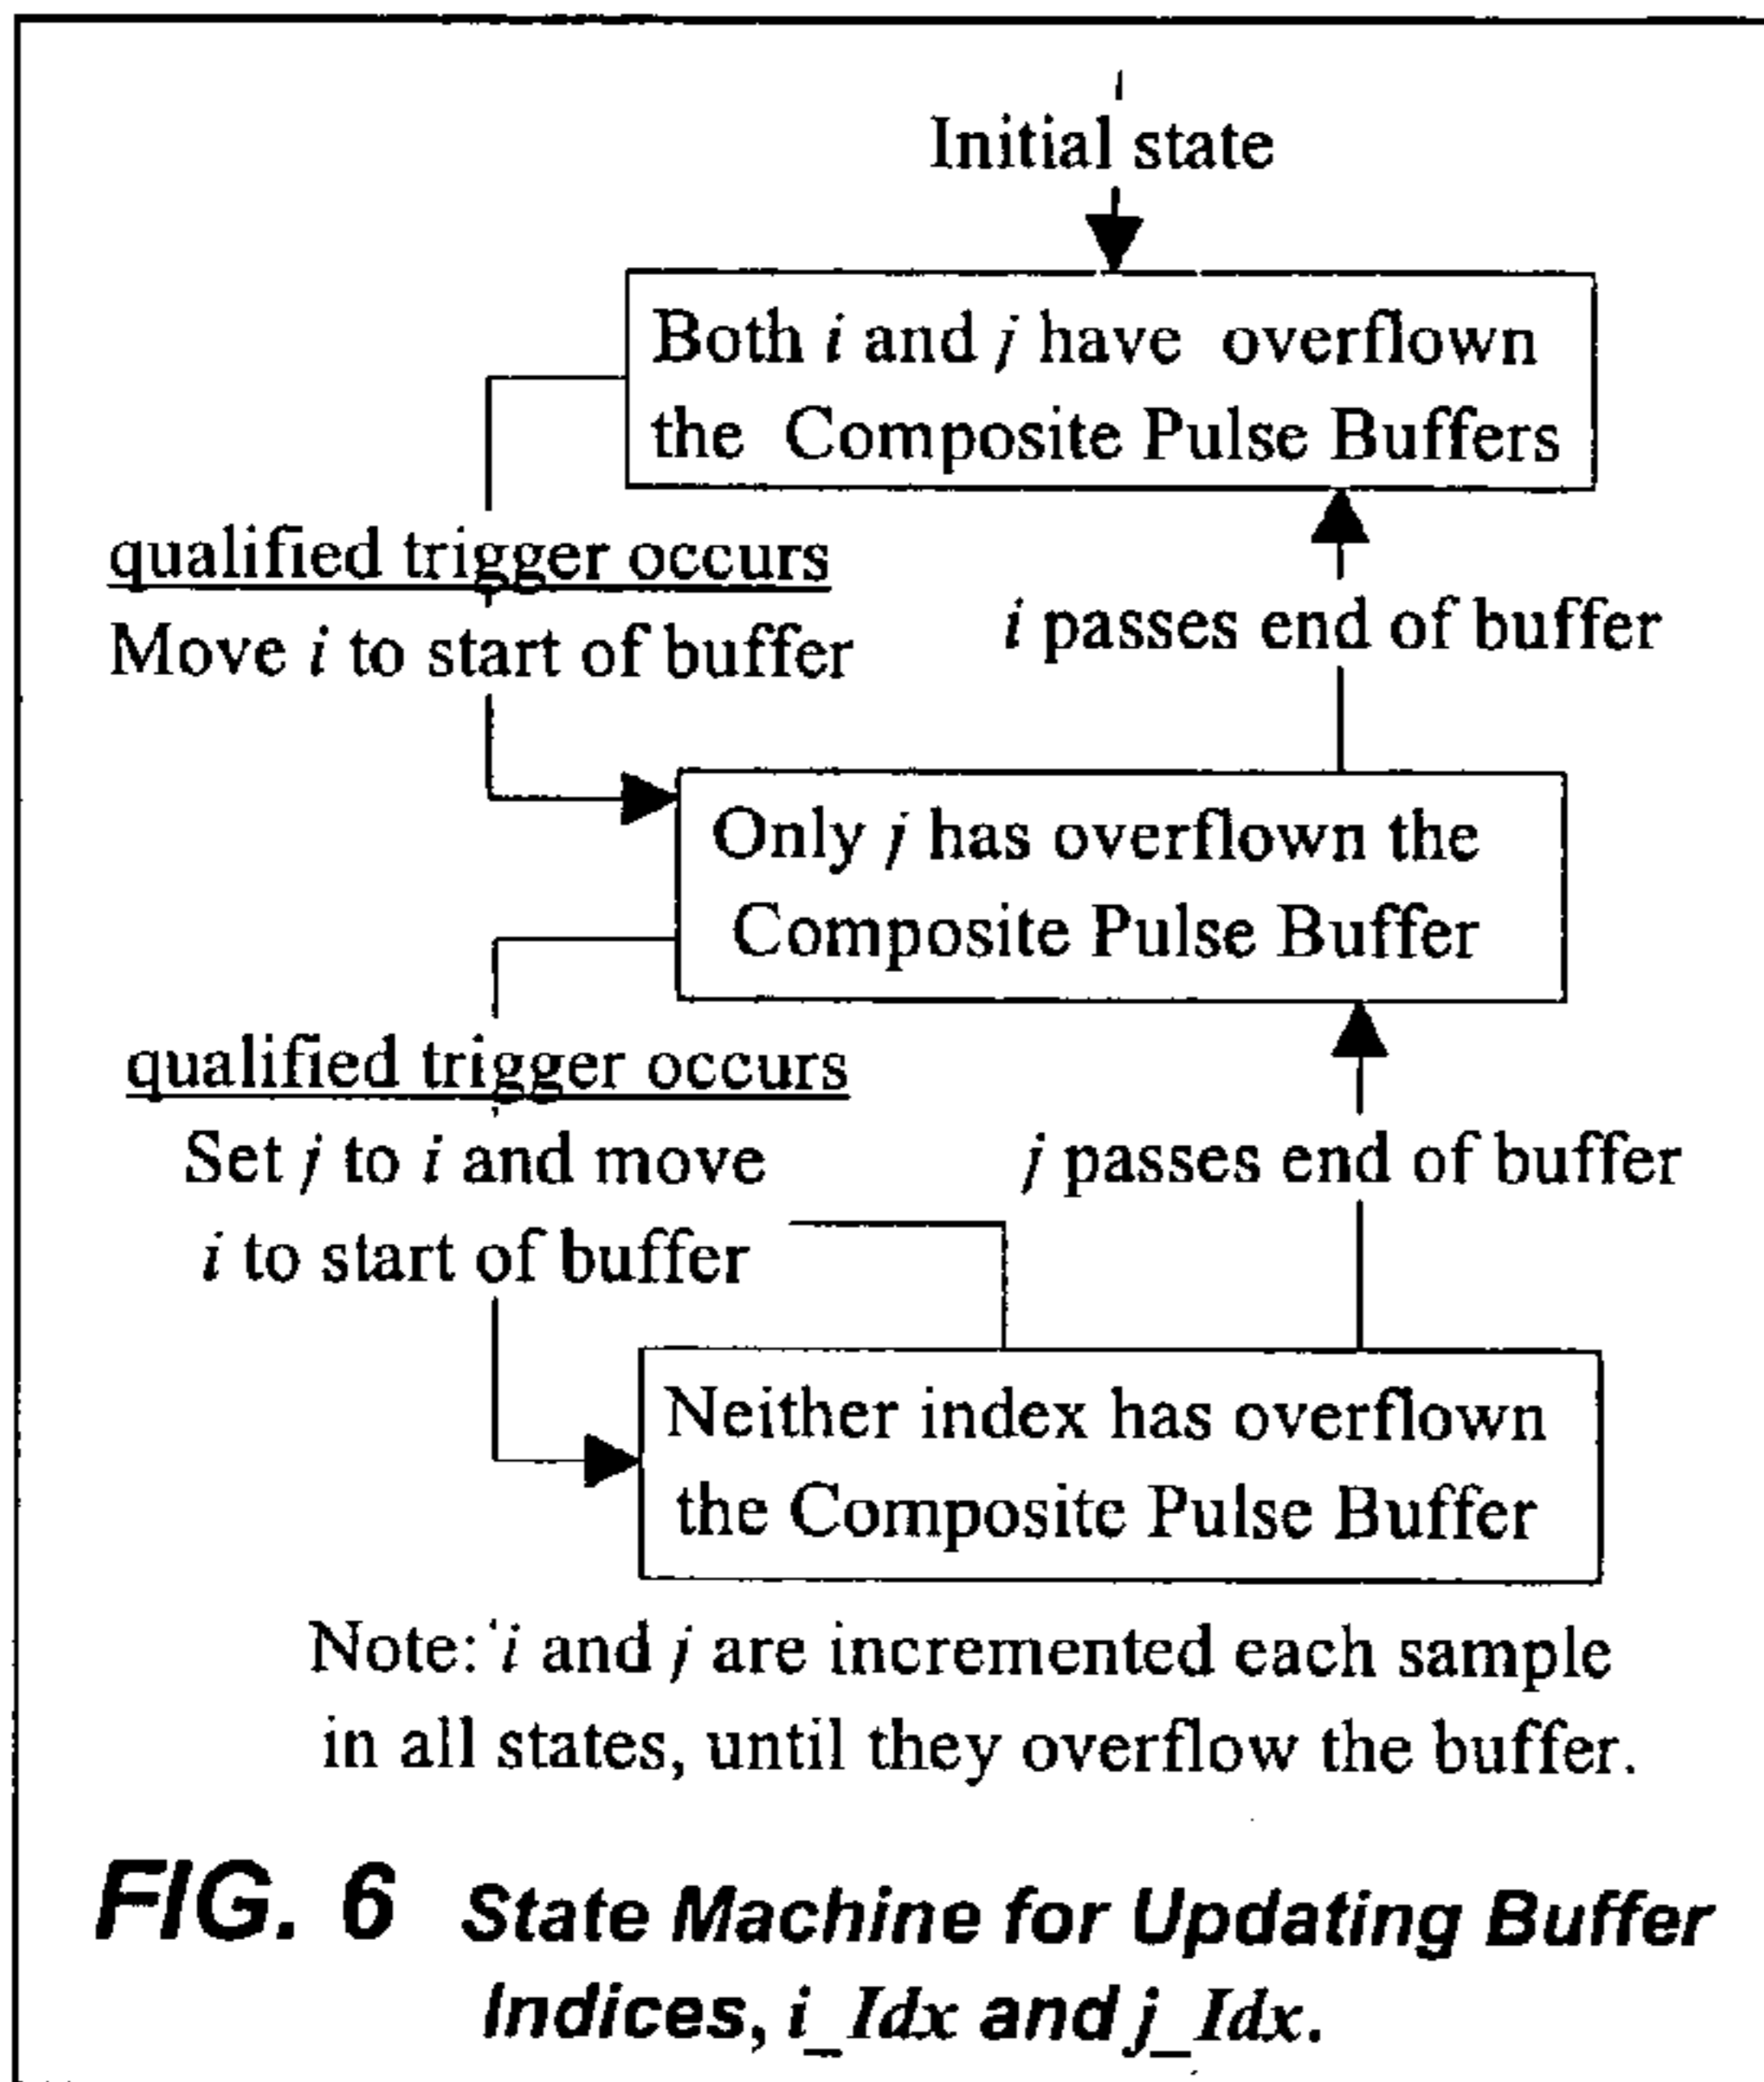 Initial state
Both i and j have overflown
the Composite Pulse Buffers
qualified trigger occurs
Move i to start of buffer
i passes end of buffer
Only j has overflown the
Composite Pulse Buffer
qualified trigger occurs
Set j to i and move
i to start of buffer
j passes end of buffer
Neither index has overflown
the Composite Pulse Buffer
Note: i and j are incremented each sample
in all states, until they overflow the buffer.
FIG. 6 State Machine for Updating Buffer
Indices, i_Idx and j_Idx.